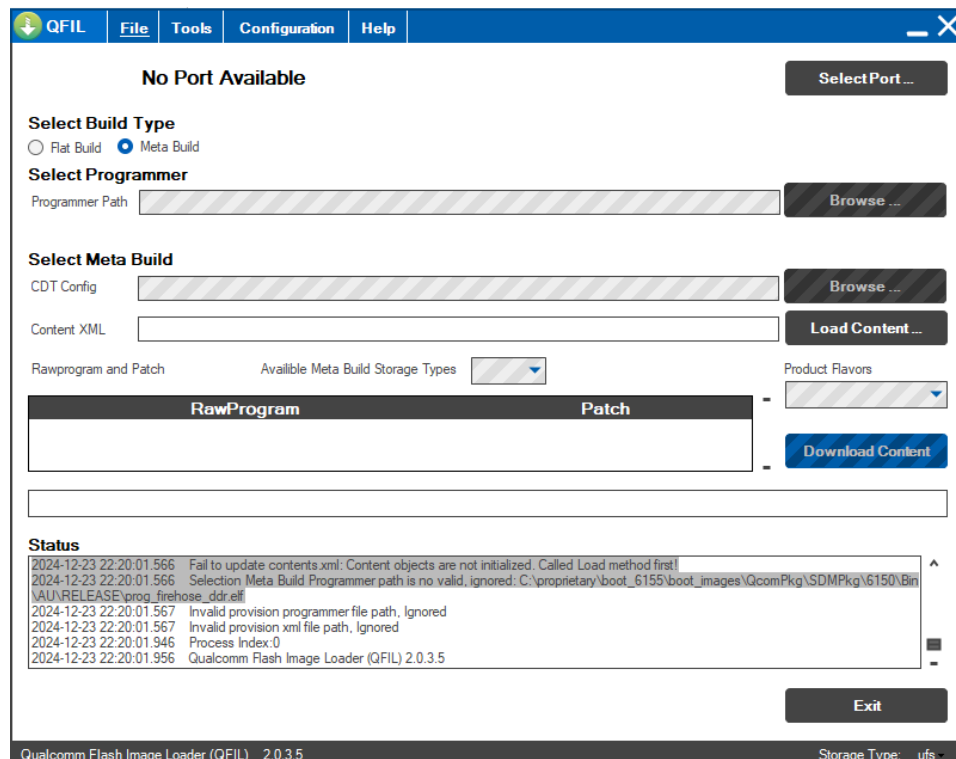 QFIL File Tools Configuration Help
No Port Available
Select Port ...
Select Build Type
Flat Build Meta Build
Select Programmer
Programmer Path Browse ...
Select Meta Build
CDT Config Browse ...
Content XML Load Content ...
Rawprogram and Patch Availible Meta Build Storage Types Product Flavors
RawProgram Patch
Download Content
Status
2024-12-23 22:20:01.566 Fail to update contents.xml: Content objects are not initialized. Called Load method first!
2024-12-23 22:20:01.566 Selection Meta Build Programmer path is no valid, ignored: C:\proprietary\boot_6155\boot_images\QcomPkg\SDMPkg\6150\Bin
\AU\RELEASE\prog_firehose_ddr.elf
2024-12-23 22:20:01.567 Invalid provision programmer file path, Ignored
2024-12-23 22:20:01.567 Invalid provision xml file path, Ignored
2024-12-23 22:20:01.946 Process Index:0
2024-12-23 22:20:01.956 Qualcomm Flash Image Loader (QFIL) 2.0.3.5
Exit
Qualcomm Flash Image Loader (QFIL) 2.0.3.5 Storage Type: ufs